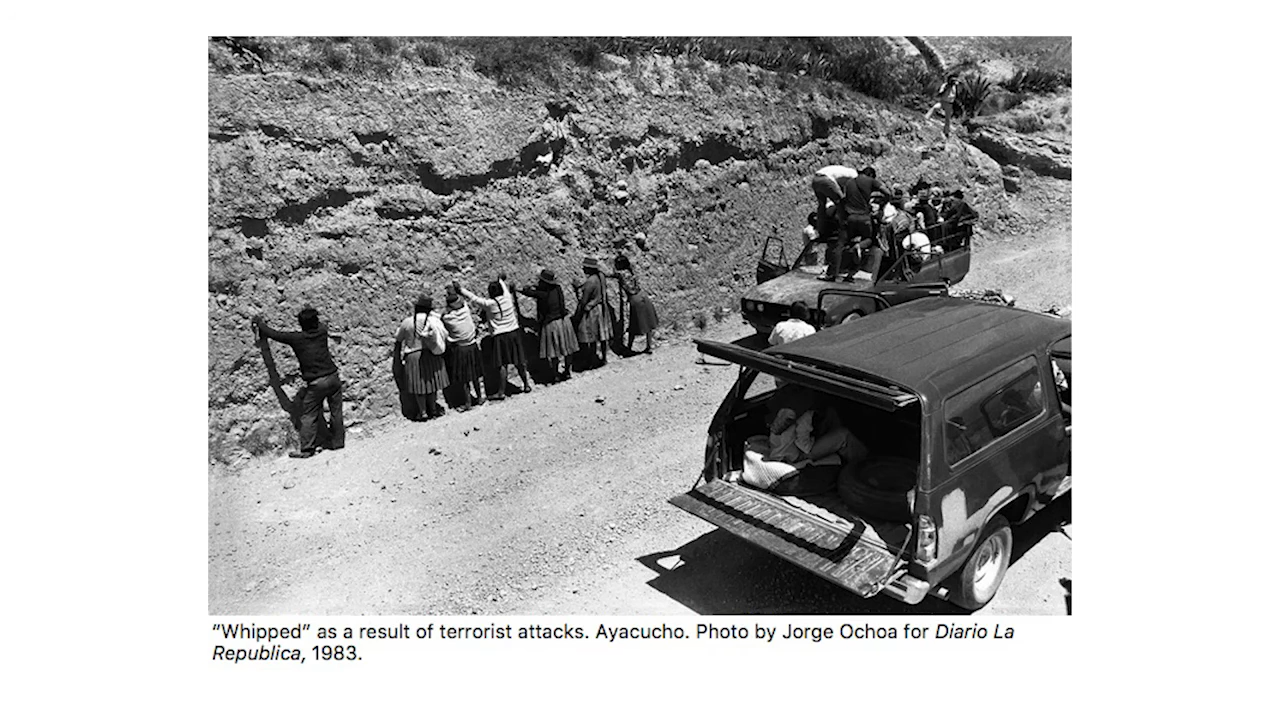 “Whipped” as a result of terrorist attacks. Ayacucho. Photo by Jorge Ochoa for Diario La
Republica, 1983.